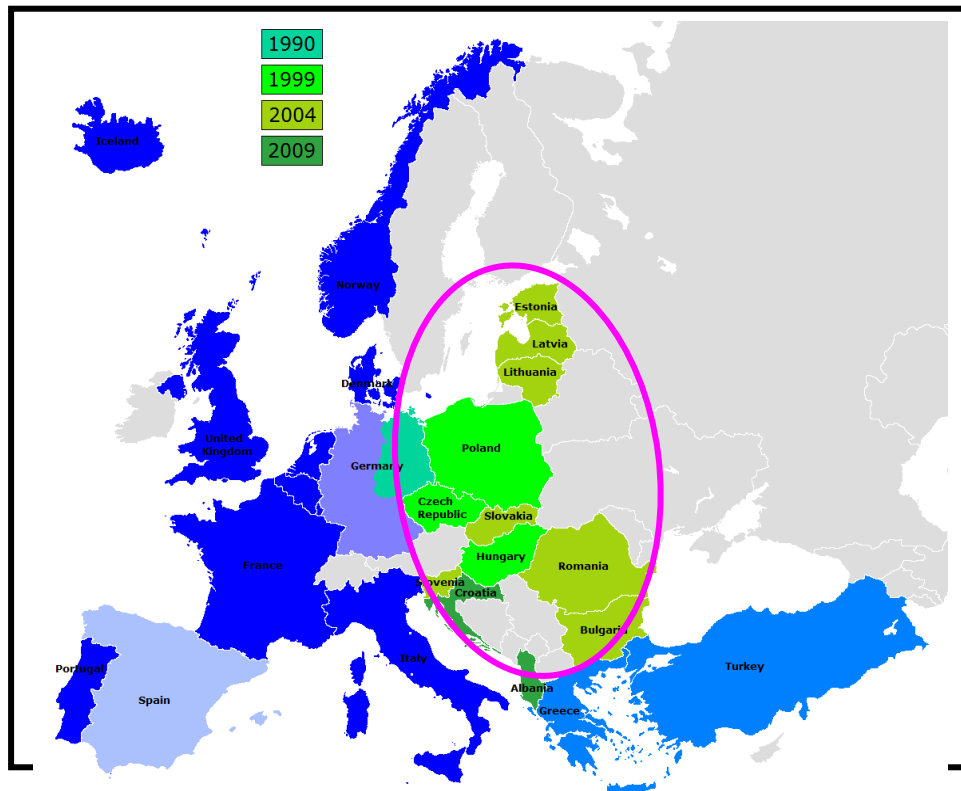 1990
1999
2004
2009
Iceland
Norway
Estonia
Latvia
Lithuania
Denmark
United
Kingdom
Germany
Poland
Czech
Republic
Slovakia
Hungary
France
Romania
Slovenia
Croatia
Bulgaria
Italy
Portugal
Spain
Turkey
Albania
Greece